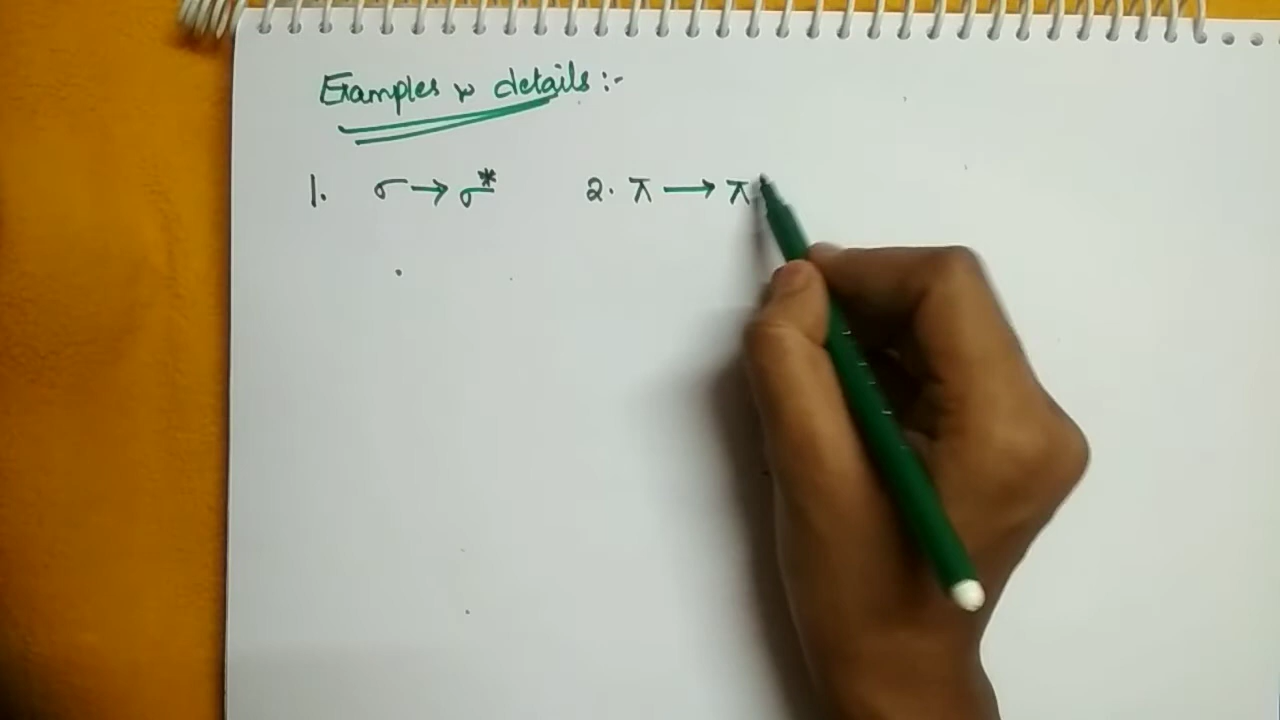 Examples & details :-
1. σ → σ* 2. π → π